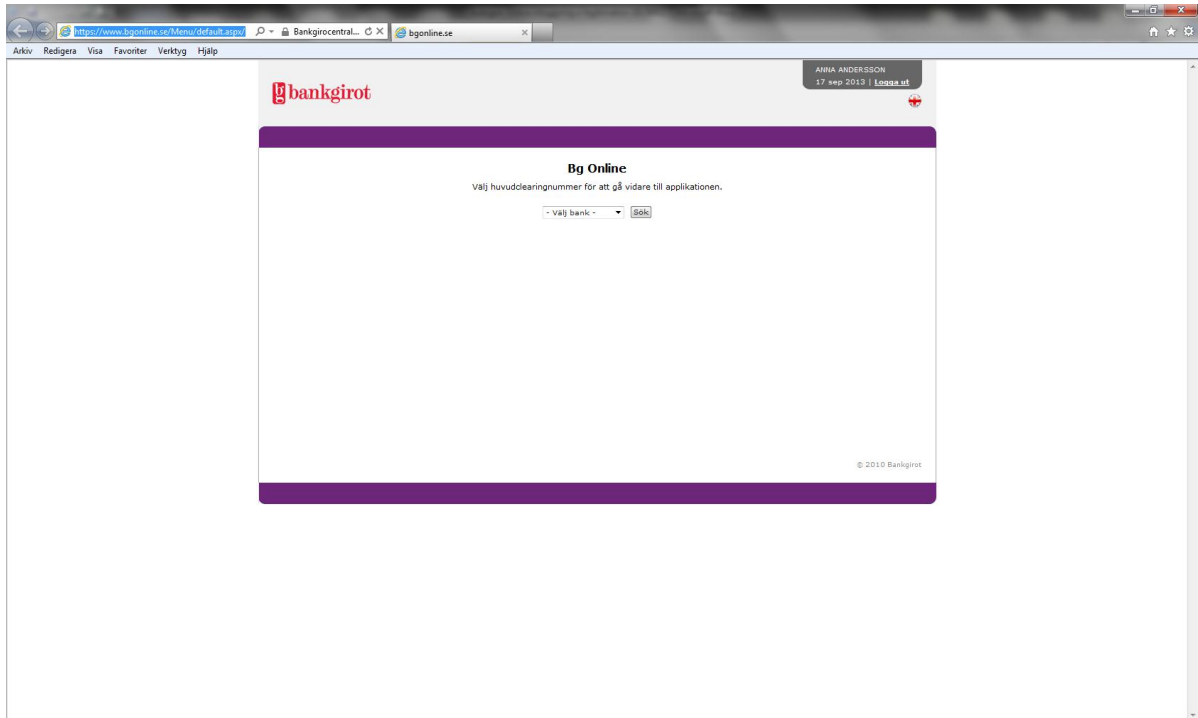 https://www.bgonline.se/Menu/default.aspx/
Bankgirocentral...
bgonline.se
Arkiv Redigera Visa Favoriter Verktyg Hjälp
bankgirot
ANNA ANDERSSON
17 sep 2013 | Logga ut
Bg Online
Välj huvudclearingnummer för att gå vidare till applikationen.
- Välj bank - Sök
© 2010 Bankgirot